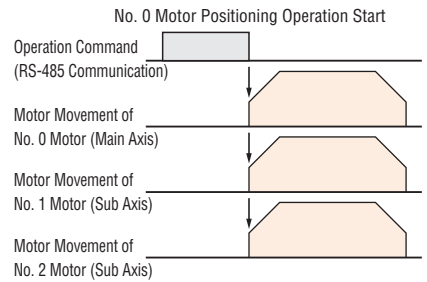 No. 0 Motor Positioning Operation Start
Operation Command
(RS-485 Communication)
Motor Movement of
No. 0 Motor (Main Axis)
Motor Movement of
No. 1 Motor (Sub Axis)
Motor Movement of
No. 2 Motor (Sub Axis)